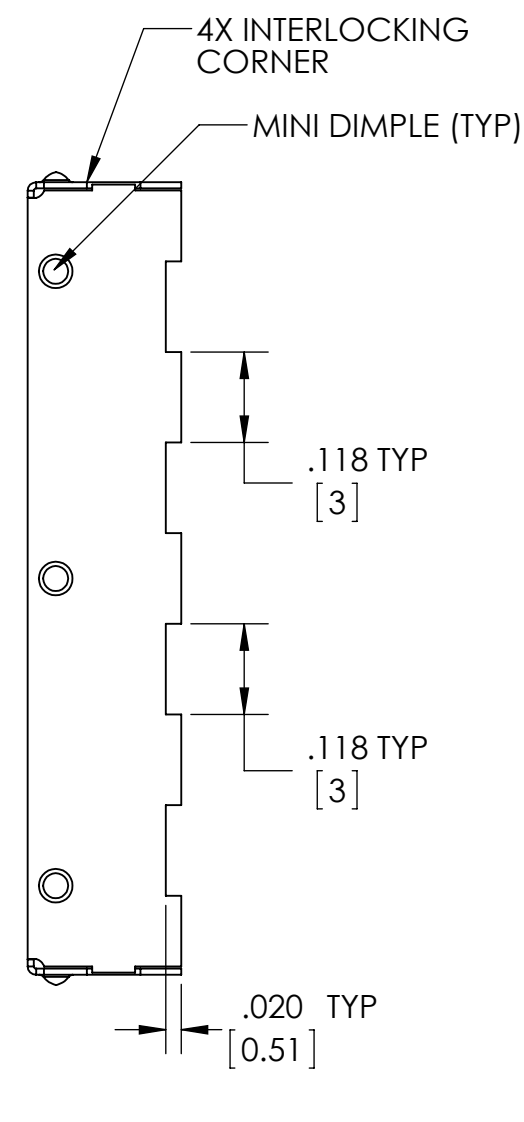 4X INTERLOCKING
CORNER
MINI DIMPLE (TYP)
.118 TYP
[3]
.118 TYP
[3]
.020 TYP
[0.51]